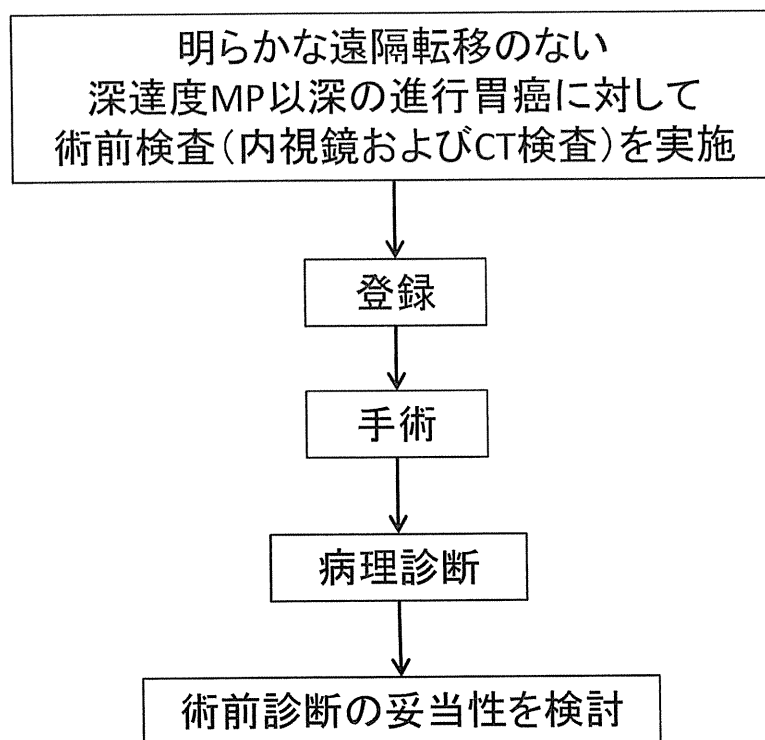 明らかな遠隔転移のない
深達度MP以深の進行胃癌に対して
術前検査（内視鏡およびCT検査）を実施
登録
手術
病理診断
術前診断の妥当性を検討